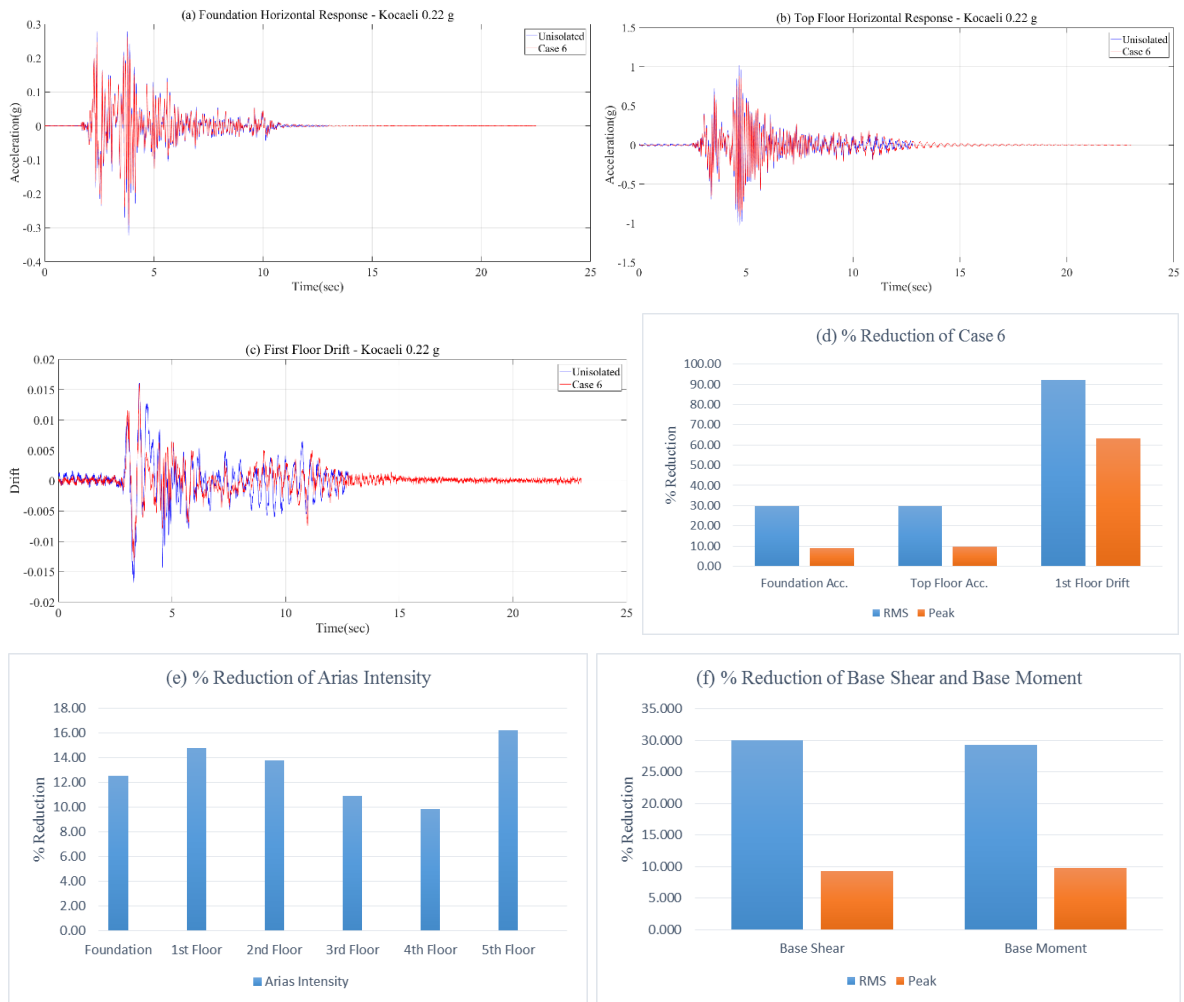 (a) Foundation Horizontal Response - Kocaeli 0.22 g
0.3
0.2
0.1
0
-0.1
-0.2
-0.3
-0.4
Acceleration(g)
Unisolated
Case 6
0 5 10 15 20 25
Time(sec)
(b) Top Floor Horizontal Response - Kocaeli 0.22 g
1.5
1
0.5
0
-0.5
-1
-1.5
Acceleration(g)
Unisolated
Case 6
0 5 10 15 20 25
Time(sec)
(c) First Floor Drift - Kocaeli 0.22 g
0.02
0.015
0.01
0.005
0
-0.005
-0.01
-0.015
-0.02
Drift
Unisolated
Case 6
0 5 10 15 20 25
Time(sec)
(d) % Reduction of Case 6
100.00
90.00
80.00
70.00
60.00
50.00
40.00
30.00
20.00
10.00
0.00
% Reduction
Foundation Acc. Top Floor Acc. 1st Floor Drift
RMS Peak
(e) % Reduction of Arias Intensity
18.00
16.00
14.00
12.00
10.00
8.00
6.00
4.00
2.00
0.00
% Reduction
Foundation 1st Floor 2nd Floor 3rd Floor 4th Floor 5th Floor
Arias Intensity
(f) % Reduction of Base Shear and Base Moment
35.000
30.000
25.000
20.000
15.000
10.000
5.000
0.000
% Reduction
Base Shear Base Moment
RMS Peak